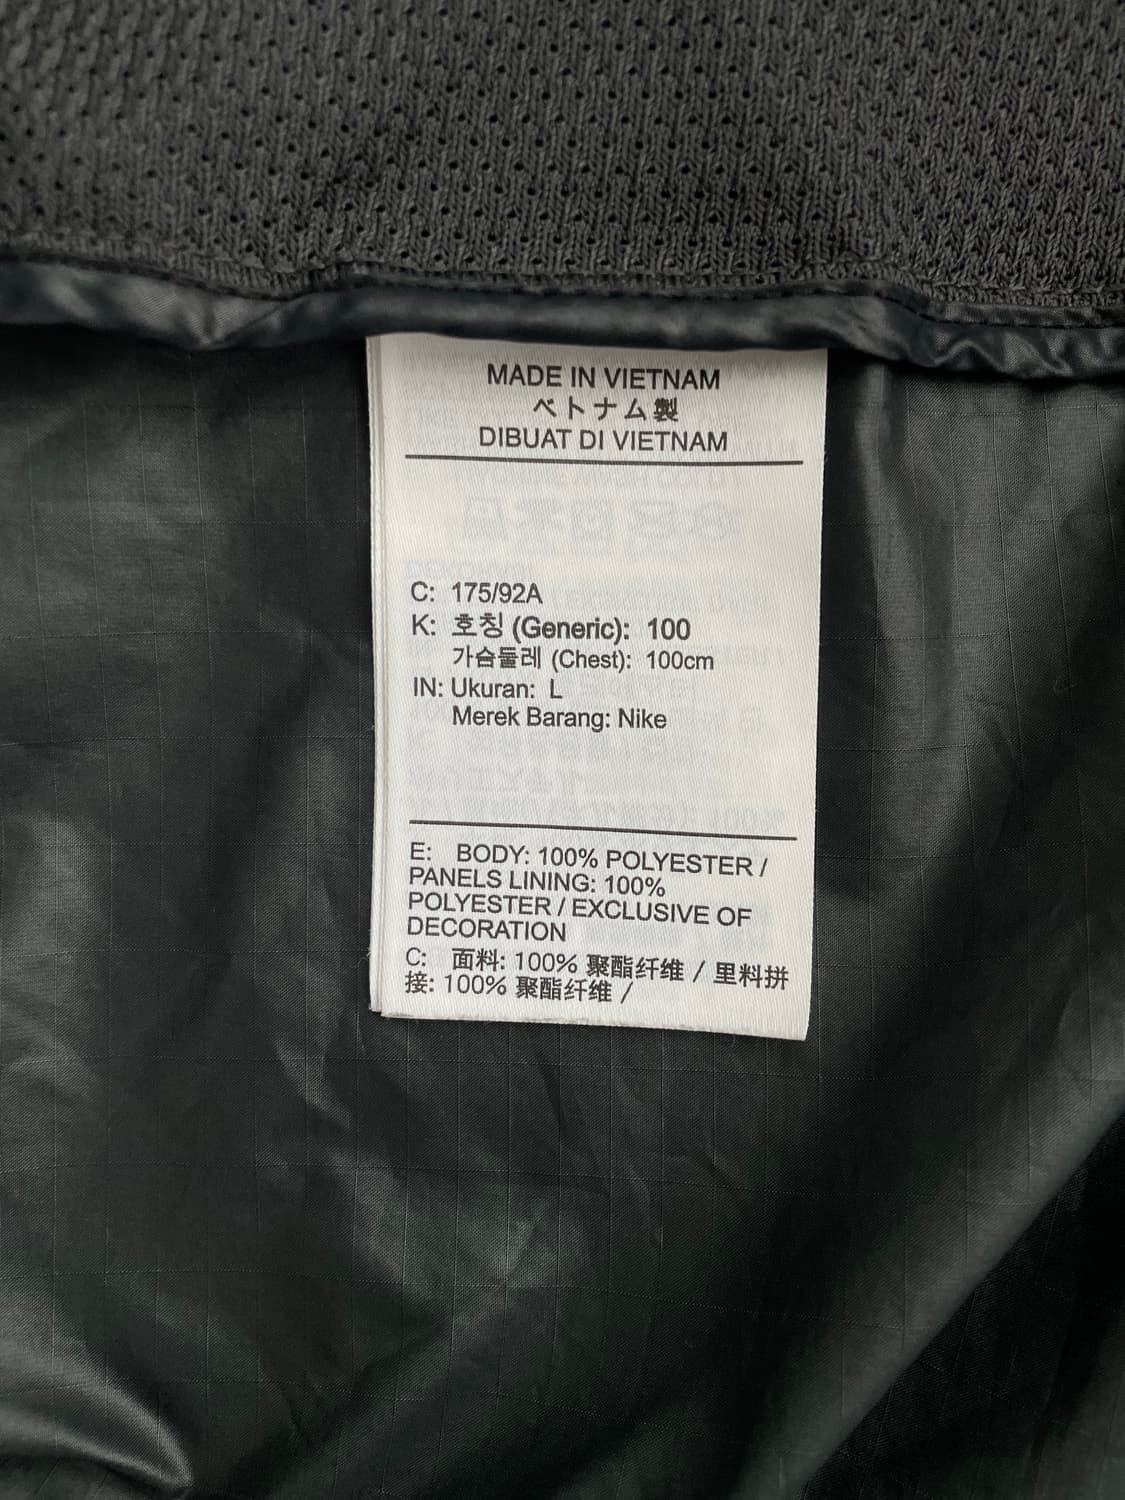 MADE IN VIETNAM
ベトナム製
DIBUAT DI VIETNAM
C: 175/92A
K: 호칭 (Generic): 100
가슴둘레 (Chest): 100cm
IN: Ukuran: L
Merek Barang: Nike
E: BODY: 100% POLYESTER /
PANELS LINING: 100%
POLYESTER / EXCLUSIVE OF
DECORATION
C: 面料: 100% 聚酯纤维 / 里料拼
接: 100% 聚酯纤维 /